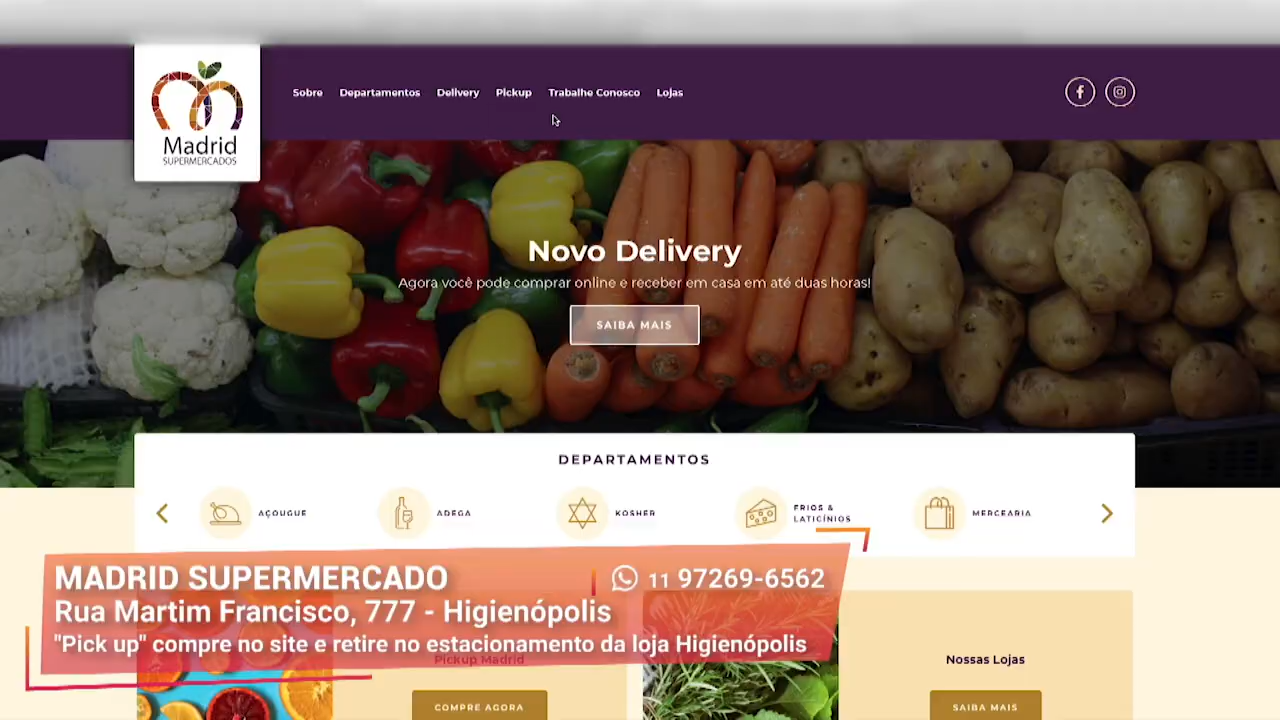 Madrid
SUPERMERCADOS
Sobre
Departamentos
Delivery
Pickup
Trabalhe Conosco
Lojas
Novo Delivery
Agora você pode comprar online e receber em casa em até duas horas!
SAIBA MAIS
DEPARTAMENTOS
AÇOUGUE
ADEGA
KOSHER
FRIOS &
LATICÍNIOS
MERCEARIA
MADRID SUPERMERCADO
11 97269-6562
Rua Martim Francisco, 777 - Higienópolis
"Pick up" compre no site e retire no estacionamento da loja Higienópolis
Pickup Madrid
COMPRE AGORA
Nossas Lojas
SAIBA MAIS